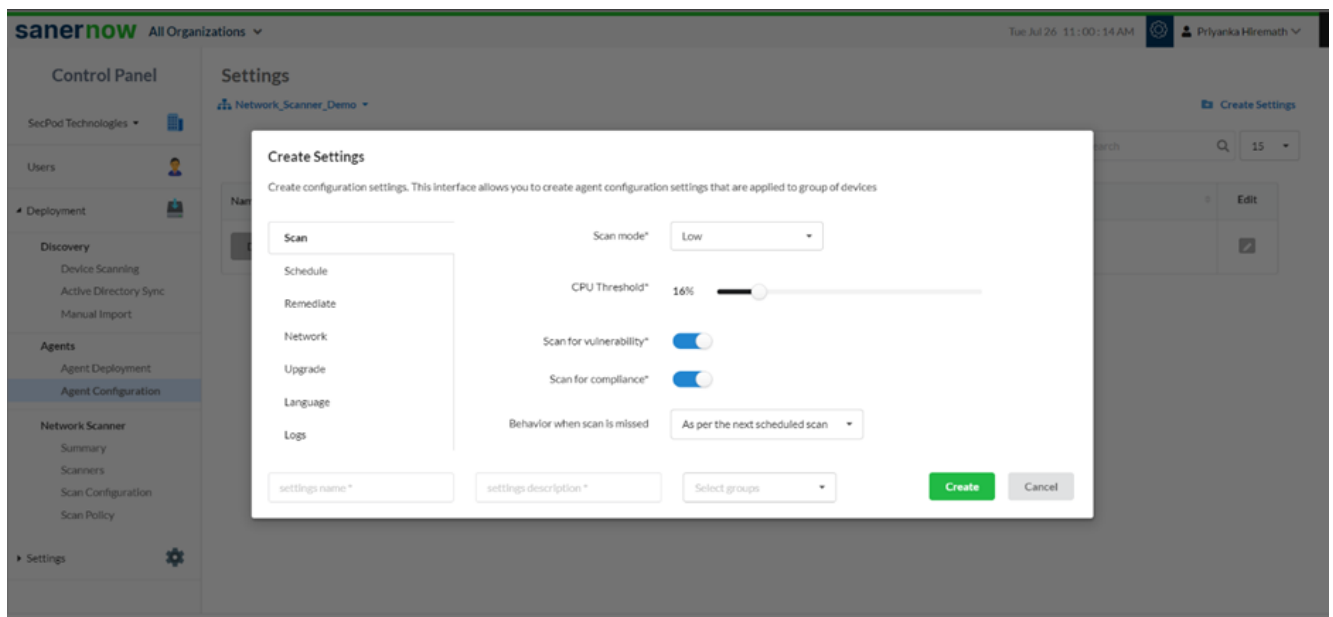 sanernow All Organizations
Tue Jul 26 11:00:14 AM Priyanka Hiremath
Control Panel
SecPod Technologies
Users
Deployment
Discovery
Device Scanning
Active Directory Sync
Manual Import
Agents
Agent Deployment
Agent Configuration
Network Scanner
Summary
Scanners
Scan Configuration
Scan Policy
Settings
Settings
Network_Scanner_Demo
Create Settings
15
Edit
Create Settings
Create configuration settings. This interface allows you to create agent configuration settings that are applied to group of devices
Scan
Schedule
Remediate
Network
Upgrade
Language
Logs
Scan mode* Low
CPU Threshold* 16%
Scan for vulnerability*
Scan for compliance*
Behavior when scan is missed As per the next scheduled scan
settings name * settings description * Select groups Create Cancel